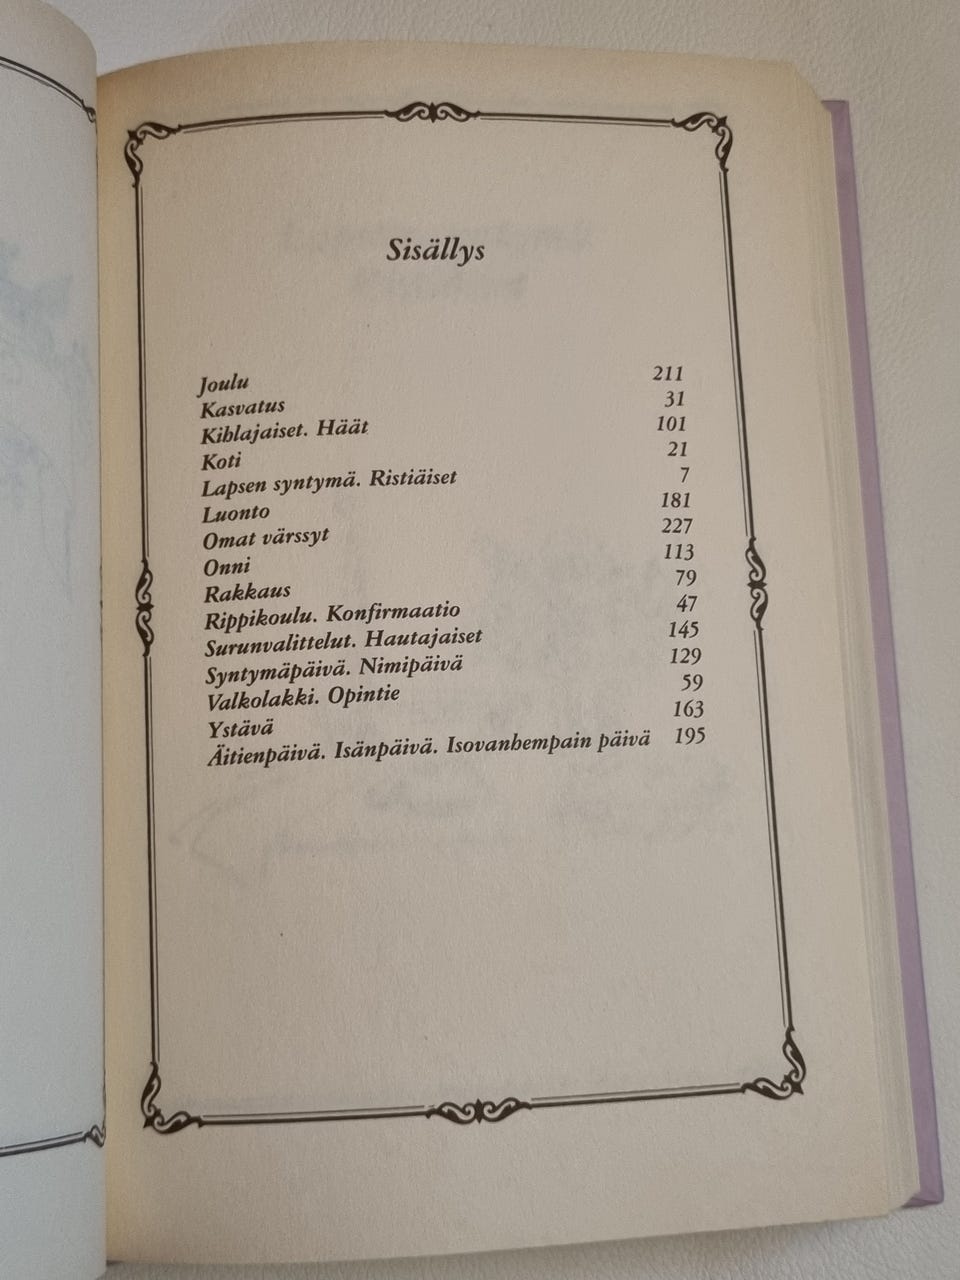 Sisällys
Joulu 211
Kasvatus 31
Kihlajaiset. Häät 101
Koti 21
Lapsen syntymä. Ristiäiset 7
Luonto 181
Omat värssyt 227
Onni 113
Rakkaus 79
Rippikoulu. Konfirmaatio 47
Surunvalittelut. Hautajaiset 145
Syntymäpäivä. Nimipäivä 129
Valkolakki. Opintie 59
Ystävä 163
Äitienpäivä. Isänpäivä. Isovanhempain päivä 195